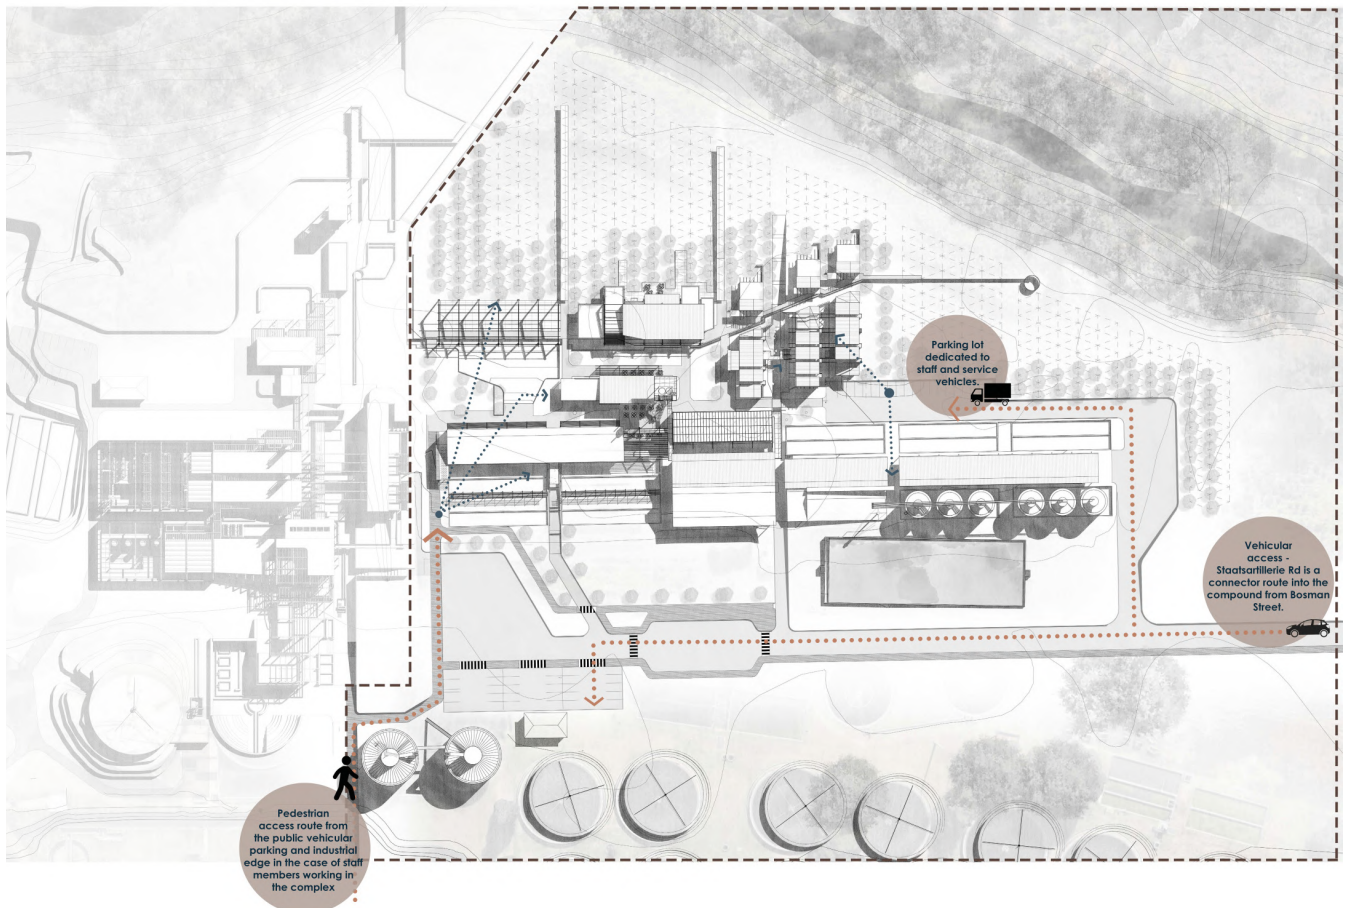 Parking lot
dedicated to
staff and service
vehicles.
Vehicular
access -
Staatsartillerie Rd is a
connector route into the
compound from Bosman
Street.
Pedestrian
access route from
the public vehicular
parking and industrial
edge in the case of staff
members working in
the complex